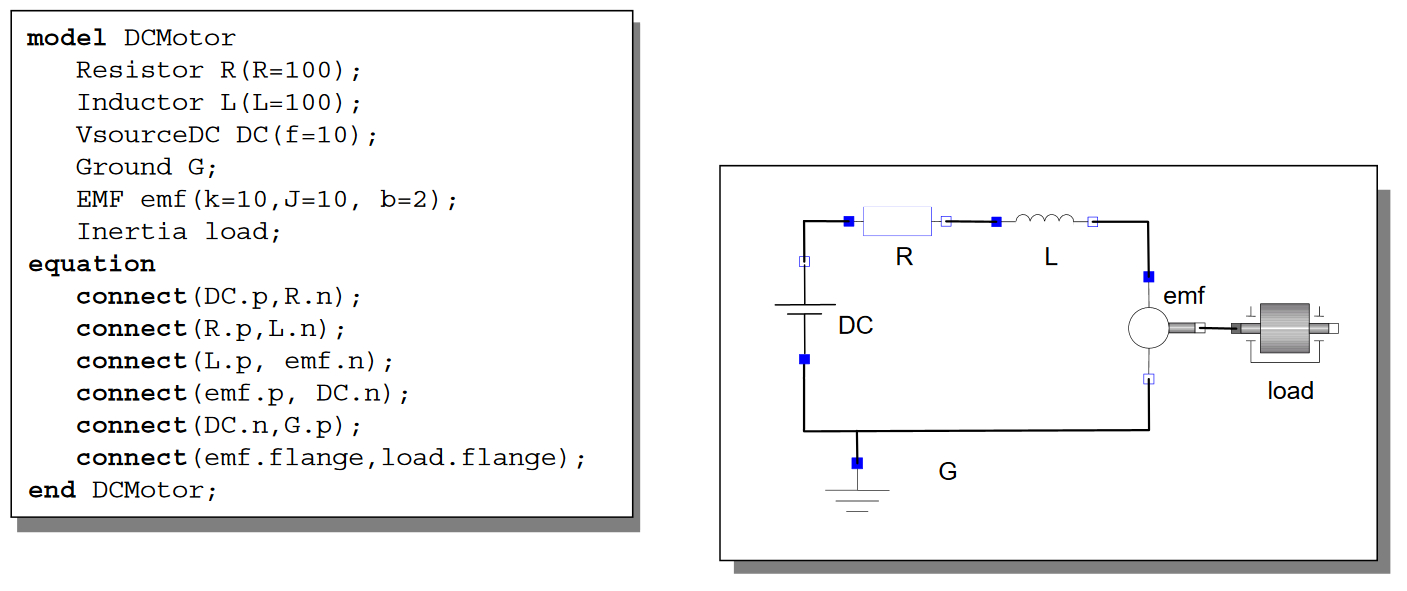 model DCMotor
Resistor R(R=100);
Inductor L(L=100);
VsourceDC DC(f=10);
Ground G;
EMF emf(k=10,J=10, b=2);
Inertia load;
equation
connect(DC.p,R.n);
connect(R.p,L.n);
connect(L.p, emf.n);
connect(emf.p, DC.n);
connect(DC.n,G.p);
connect(emf.flange,load.flange);
end DCMotor;
R
L
emf
DC
load
G